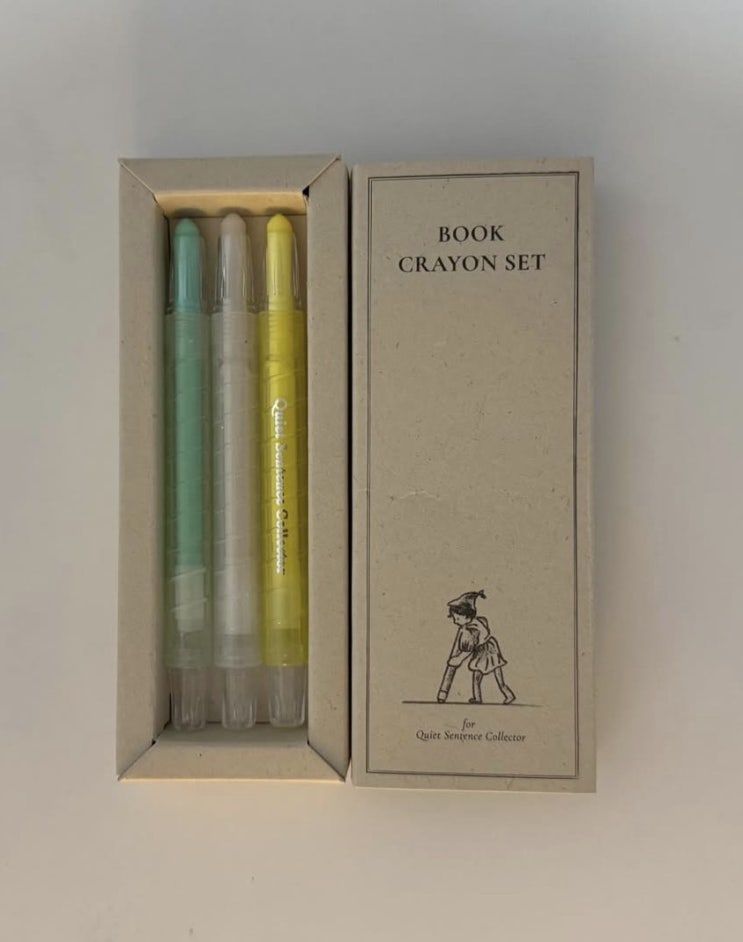 BOOK
CRAYON SET
for
Quiet Sentence Collector
Quiet Sentence Collector